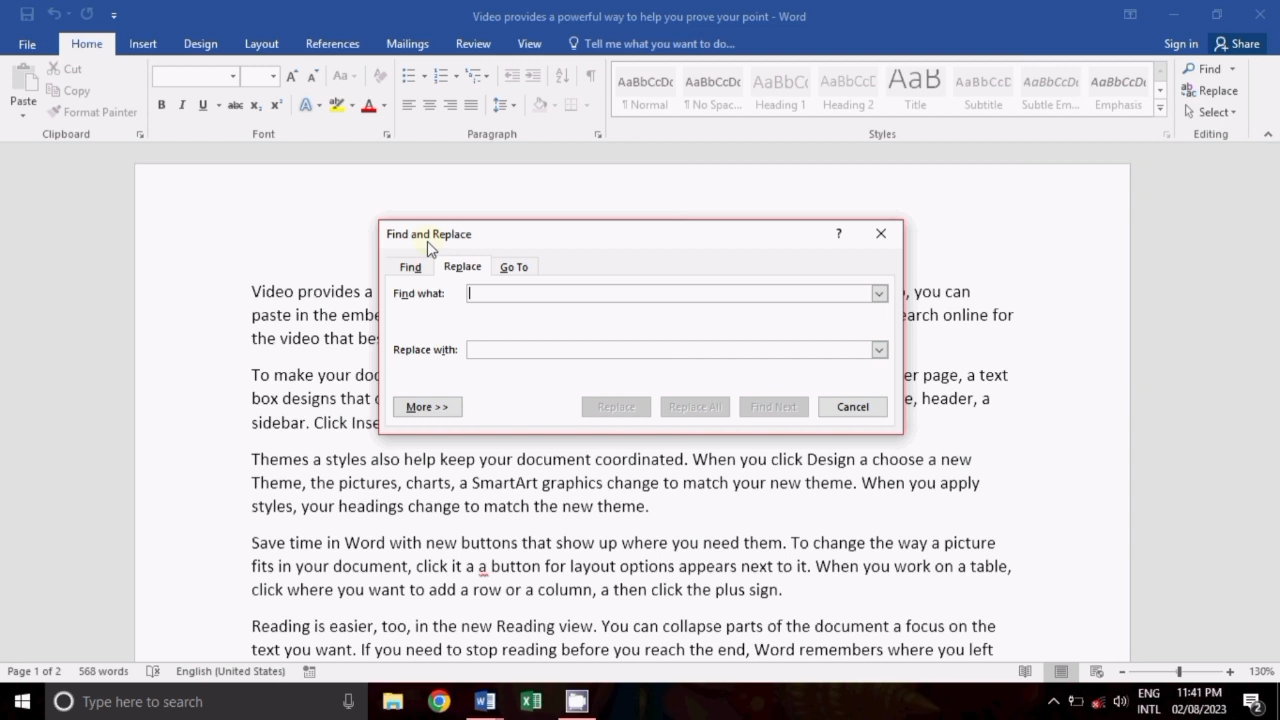 Video provides a powerful way to help you prove your point - Word
File Home Insert Design Layout References Mailings Review View Tell me what you want to do... Sign in Share
Paste
Cut
Copy
Format Painter
Clipboard
Font
Paragraph
AaBbCcDc AaBbCcDc AaBbCc AaBbCcD AaB AaBbCcD AaBbCcDt AaBbCcDt
¶ Normal ¶ No Spac... Heading 1 Heading 2 Title Subtitle Subtle Em... Emphasis
Styles
Find
Replace
Select
Editing
Find and Replace
Find Replace Go To
Find what:
Replace with:
More >> Replace Replace All Find Next Cancel
Video provides a , you can
paste in the embe earch online for
the video that bes
To make your doc er page, a text
box designs that c e, header, a
sidebar. Click Inse
Themes a styles also help keep your document coordinated. When you click Design a choose a new
Theme, the pictures, charts, a SmartArt graphics change to match your new theme. When you apply
styles, your headings change to match the new theme.
Save time in Word with new buttons that show up where you need them. To change the way a picture
fits in your document, click it a a button for layout options appears next to it. When you work on a table,
click where you want to add a row or a column, a then click the plus sign.
Reading is easier, too, in the new Reading view. You can collapse parts of the document a focus on the
text you want. If you need to stop reading before you reach the end, Word remembers where you left
Page 1 of 2 568 words English (United States) 130%
Type here to search
ENG
INTL
11:41 PM
02/08/2023
2